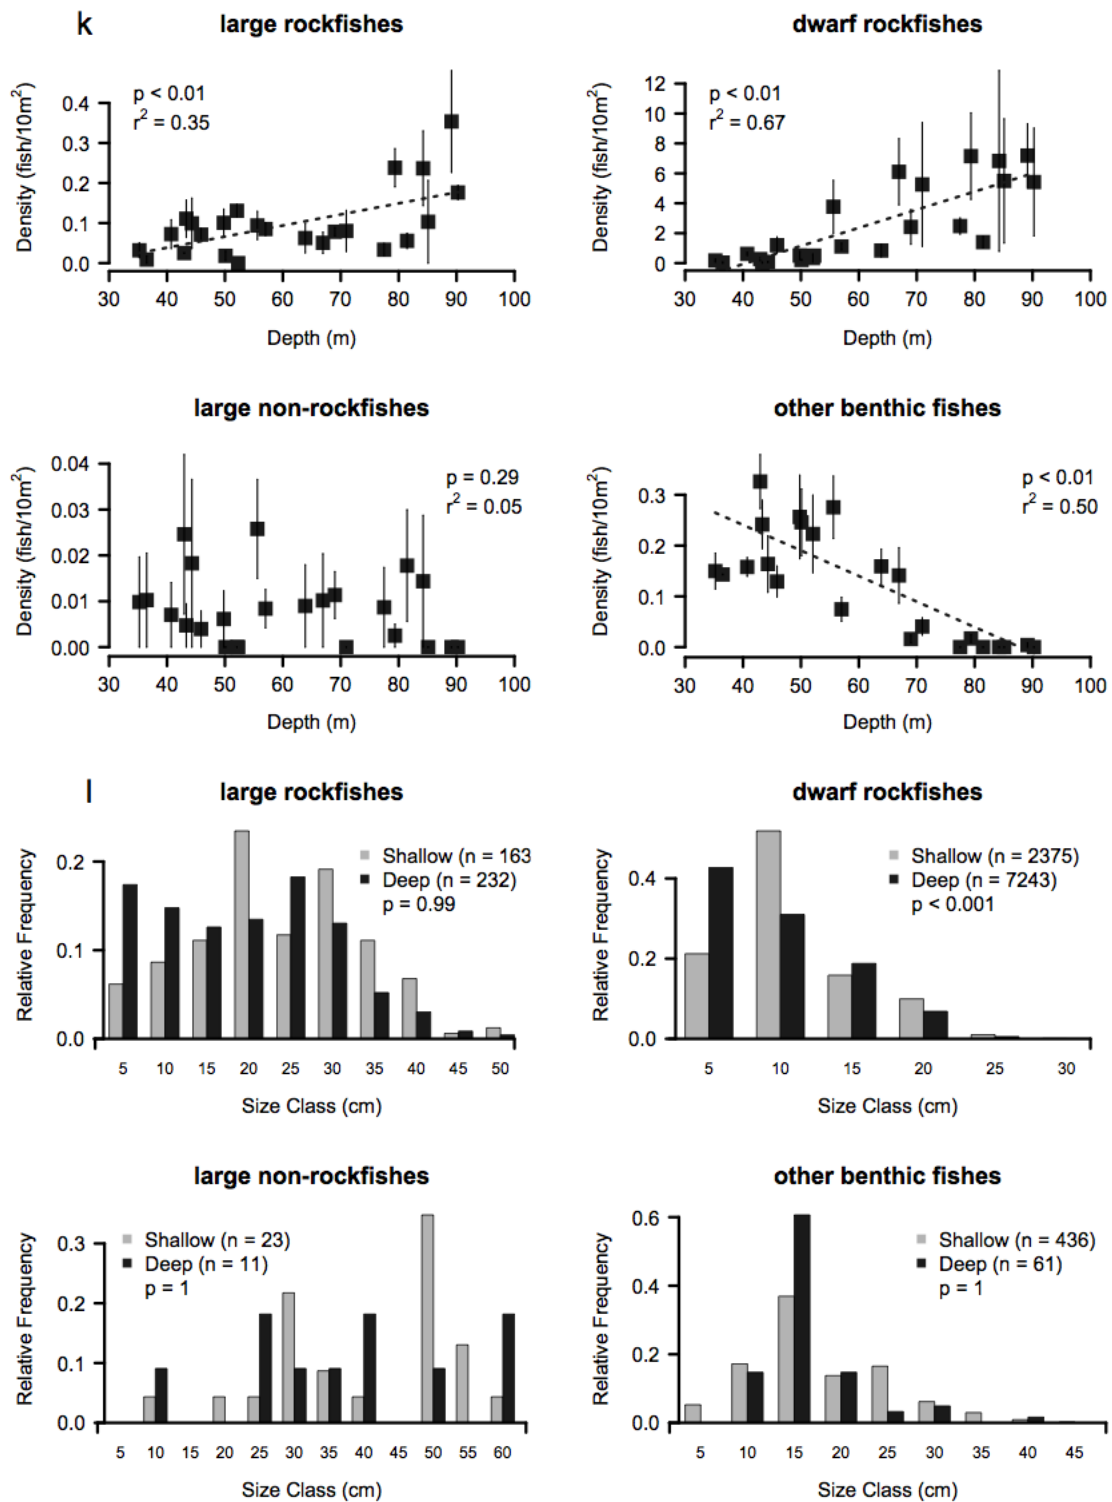 k
large rockfishes
dwarf rockfishes
Density (fish/10m²)
0.4
0.3
0.2
0.1
0.0
p < 0.01
r² = 0.35
30 40 50 60 70 80 90 100
Depth (m)
Density (fish/10m²)
12
10
8
6
4
2
0
p < 0.01
r² = 0.67
30 40 50 60 70 80 90 100
Depth (m)
large non-rockfishes
other benthic fishes
Density (fish/10m²)
0.04
0.03
0.02
0.01
0.00
p = 0.29
r² = 0.05
30 40 50 60 70 80 90 100
Depth (m)
Density (fish/10m²)
0.3
0.2
0.1
0.0
p < 0.01
r² = 0.50
30 40 50 60 70 80 90 100
Depth (m)
l
large rockfishes
dwarf rockfishes
Relative Frequency
0.2
0.1
0.0
Shallow (n = 163
Deep (n = 232)
p = 0.99
5 10 15 20 25 30 35 40 45 50
Size Class (cm)
Relative Frequency
0.4
0.2
0.0
Shallow (n = 2375)
Deep (n = 7243)
p < 0.001
5 10 15 20 25 30
Size Class (cm)
large non-rockfishes
other benthic fishes
Relative Frequency
0.3
0.2
0.1
0.0
Shallow (n = 23)
Deep (n = 11)
p = 1
5 10 15 20 25 30 35 40 50 55 60
Size Class (cm)
Relative Frequency
0.6
0.4
0.2
0.0
Shallow (n = 436)
Deep (n = 61)
p = 1
5 10 15 20 25 30 35 40 45
Size Class (cm)